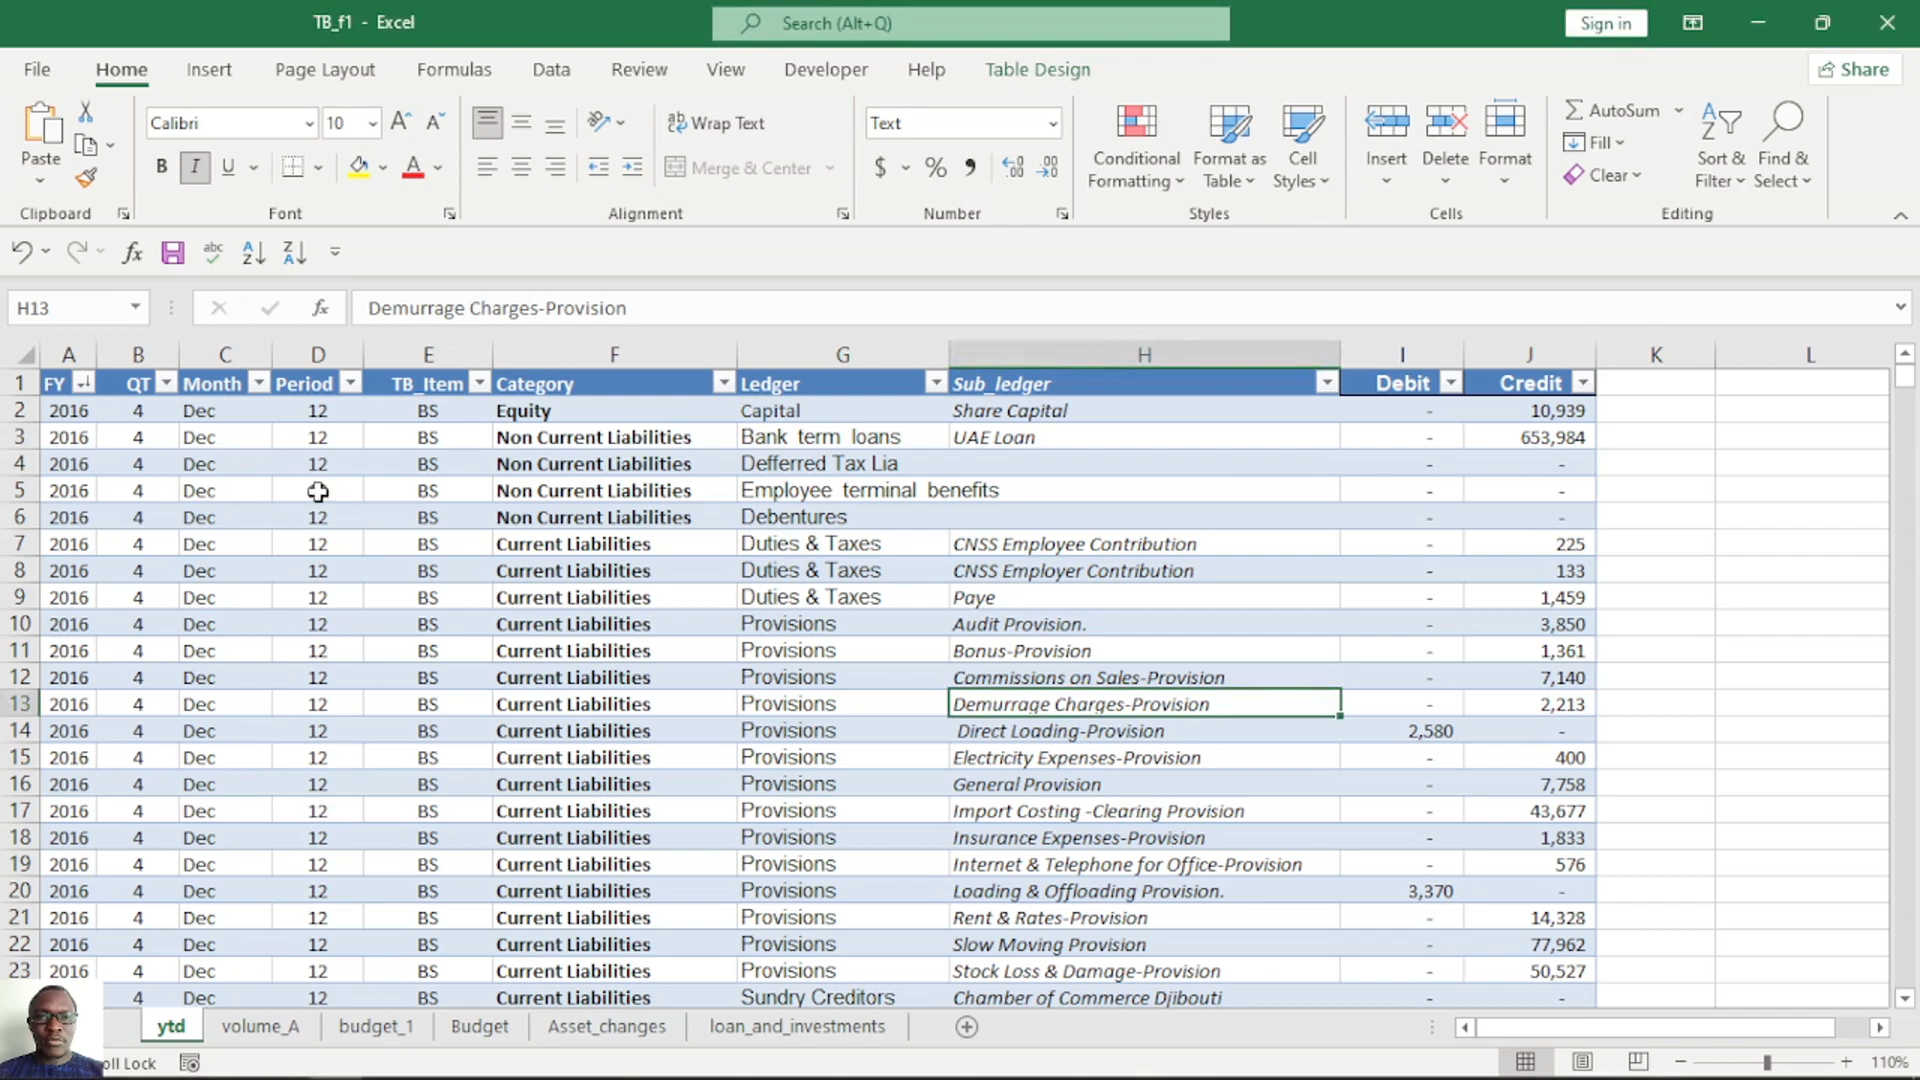 TB_f1 - Excel
Search (Alt+Q)
Sign in
File Home Insert Page Layout Formulas Data Review View Developer Help Table Design Share
Paste
Calibri 10
Wrap Text
Merge & Center
Text
$ % ,
Conditional Formatting
Format as Table
Cell Styles
Insert Delete Format
AutoSum
Fill
Clear
Sort & Filter
Find & Select
B I U
Clipboard Font Alignment Number Styles Cells Editing
H13 fx Demurrage Charges-Provision
A B C D E F G H I J K L
1 FY QT Month Period TB_Item Category Ledger Sub_ledger Debit Credit
2 2016 4 Dec 12 BS Equity Capital Share Capital - 10,939
3 2016 4 Dec 12 BS Non Current Liabilities Bank term loans UAE Loan - 653,984
4 2016 4 Dec 12 BS Non Current Liabilities Defferred Tax Lia - -
5 2016 4 Dec 12 BS Non Current Liabilities Employee terminal benefits - -
6 2016 4 Dec 12 BS Non Current Liabilities Debentures - -
7 2016 4 Dec 12 BS Current Liabilities Duties & Taxes CNSS Employee Contribution - 225
8 2016 4 Dec 12 BS Current Liabilities Duties & Taxes CNSS Employer Contribution - 133
9 2016 4 Dec 12 BS Current Liabilities Duties & Taxes Paye - 1,459
10 2016 4 Dec 12 BS Current Liabilities Provisions Audit Provision. - 3,850
11 2016 4 Dec 12 BS Current Liabilities Provisions Bonus-Provision - 1,361
12 2016 4 Dec 12 BS Current Liabilities Provisions Commissions on Sales-Provision - 7,140
13 2016 4 Dec 12 BS Current Liabilities Provisions Demurrage Charges-Provision - 2,213
14 2016 4 Dec 12 BS Current Liabilities Provisions Direct Loading-Provision 2,580 -
15 2016 4 Dec 12 BS Current Liabilities Provisions Electricity Expenses-Provision - 400
16 2016 4 Dec 12 BS Current Liabilities Provisions General Provision - 7,758
17 2016 4 Dec 12 BS Current Liabilities Provisions Import Costing -Clearing Provision - 43,677
18 2016 4 Dec 12 BS Current Liabilities Provisions Insurance Expenses-Provision - 1,833
19 2016 4 Dec 12 BS Current Liabilities Provisions Internet & Telephone for Office-Provision - 576
20 2016 4 Dec 12 BS Current Liabilities Provisions Loading & Offloading Provision. 3,370 -
21 2016 4 Dec 12 BS Current Liabilities Provisions Rent & Rates-Provision - 14,328
22 2016 4 Dec 12 BS Current Liabilities Provisions Slow Moving Provision - 77,962
23 2016 4 Dec 12 BS Current Liabilities Provisions Stock Loss & Damage-Provision - 50,527
4 Dec 12 BS Current Liabilities Sundry Creditors Chamber of Commerce Djibouti - -
ytd volume_A budget_1 Budget Asset_changes loan_and_investments
oll Lock 110%